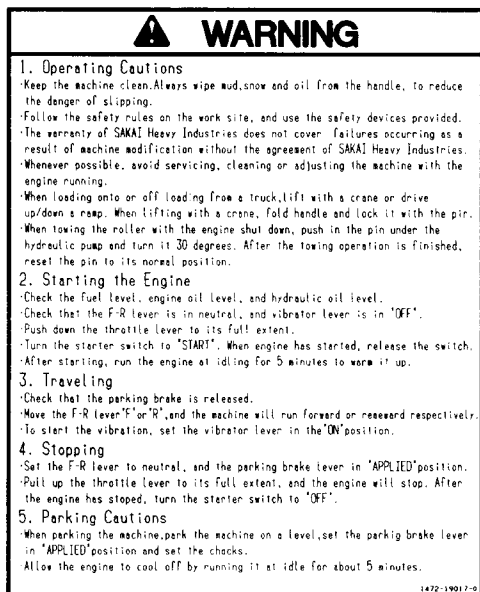 WARNING
1. Operating Cautions
·Keep the machine clean.Always wipe mud,snow and oil from the handle, to reduce
the danger of slipping.
·Follow the safety rules on the work site, and use the safety devices provided.
·The warranty of SAKAI Heavy Industries does not cover failures occurring as a
result of machine modification without the agreement of SAKAI Heavy Industries.
·Whenever possible, avoid servicing, cleaning or adjusting the machine with the
engine running.
·When loading onto or off loading from a truck,lift with a crane or drive
up/down a ramp. When lifting with a crane, fold handle and lock it with the pin.
·When towing the roller with the engine shut down, push in the pin under the
hydraulic pump and turn it 30 degrees. After the towing operation is finished,
reset the pin to its normal position.
2. Starting the Engine
·Check the fuel level, engine oil level, and hydraulic oil level.
·Check that the F-R lever is in neutral, and vibrator lever is in "OFF".
·Push down the throttle lever to its full extent.
·Turn the starter switch to "START". When engine has started, release the switch.
·After starting, run the engine at idling for 5 minutes to warm it up.
3. Traveling
·Check that the parking brake is released.
·Move the F-R lever"F"or"R",and the machine will run forward or reaeward respectively.
·To start the vibration, set the vibrator lever in the"ON"position.
4. Stopping
·Set the F-R lever to neutral, and the parking brake lever in "APPLIED"position.
·Pull up the throttle lever to its full extent, and the engine will stop. After
the engine has stoped, turn the starter switch to "OFF".
5. Parking Cautions
·When parking the machine,park the machine on a level,set the parkig brake lever
in "APPLIED"position and set the chocks.
·Allow the engine to cool off by running it at idle for about 5 minutes.
1472-19017-0